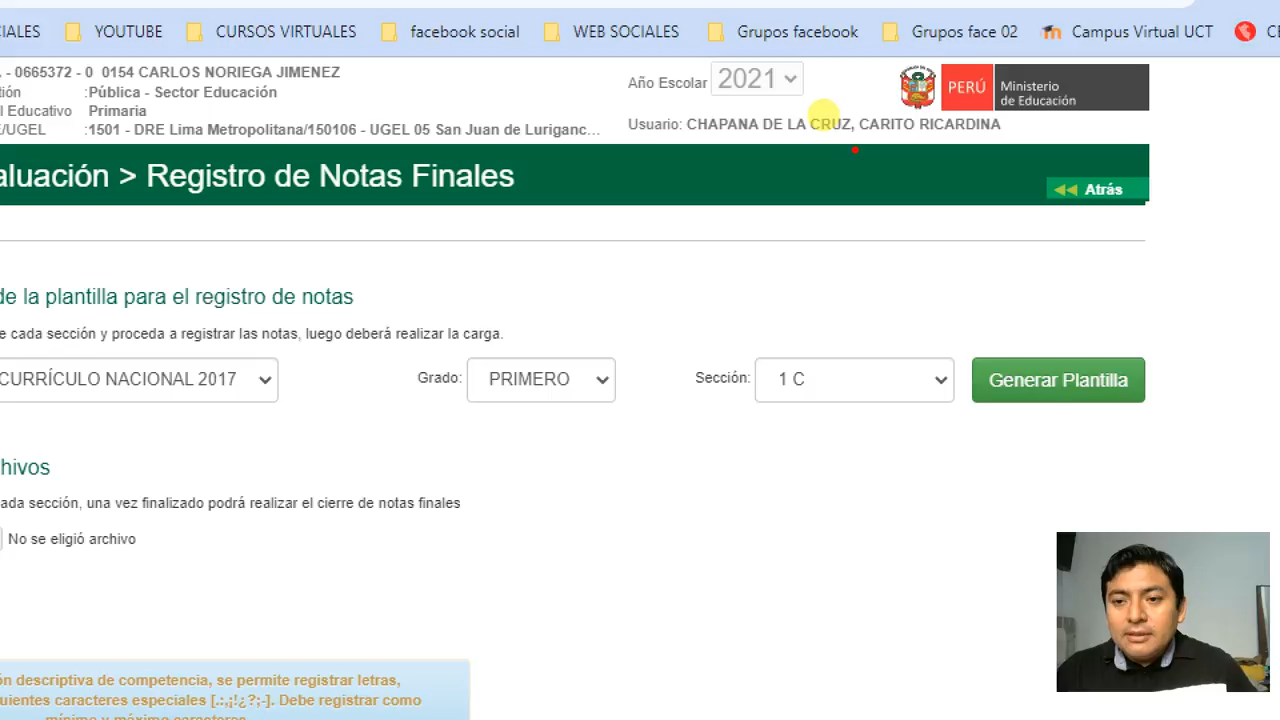 IALES YOUTUBE CURSOS VIRTUALES facebook social WEB SOCIALES Grupos facebook Grupos face 02 Campus Virtual UCT CE
- 0665372 - 0 0154 CARLOS NORIEGA JIMENEZ
tión :Pública - Sector Educación
l Educativo Primaria
E/UGEL :1501 - DRE Lima Metropolitana/150106 - UGEL 05 San Juan de Luriganc...
Año Escolar 2021
PERÚ Ministerio
de Educación
Usuario: CHAPANA DE LA CRUZ, CARITO RICARDINA
aluación > Registro de Notas Finales
Atrás
de la plantilla para el registro de notas
e cada sección y proceda a registrar las notas, luego deberá realizar la carga.
CURRÍCULO NACIONAL 2017 Grado: PRIMERO Sección: 1 C Generar Plantilla
hivos
ada sección, una vez finalizado podrá realizar el cierre de notas finales
No se eligió archivo
ón descriptiva de competencia, se permite registrar letras,
guientes caracteres especiales [.:,;!¿?;-]. Debe registrar como
mínimo y máximo caracteres